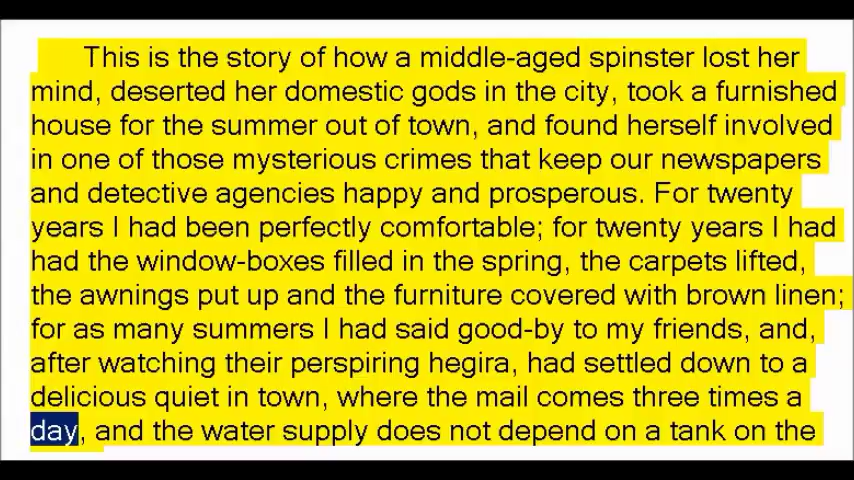 This is the story of how a middle-aged spinster lost her
mind, deserted her domestic gods in the city, took a furnished
house for the summer out of town, and found herself involved
in one of those mysterious crimes that keep our newspapers
and detective agencies happy and prosperous. For twenty
years I had been perfectly comfortable; for twenty years I had
had the window-boxes filled in the spring, the carpets lifted,
the awnings put up and the furniture covered with brown linen;
for as many summers I had said good-by to my friends, and,
after watching their perspiring hegira, had settled down to a
delicious quiet in town, where the mail comes three times a
day, and the water supply does not depend on a tank on the